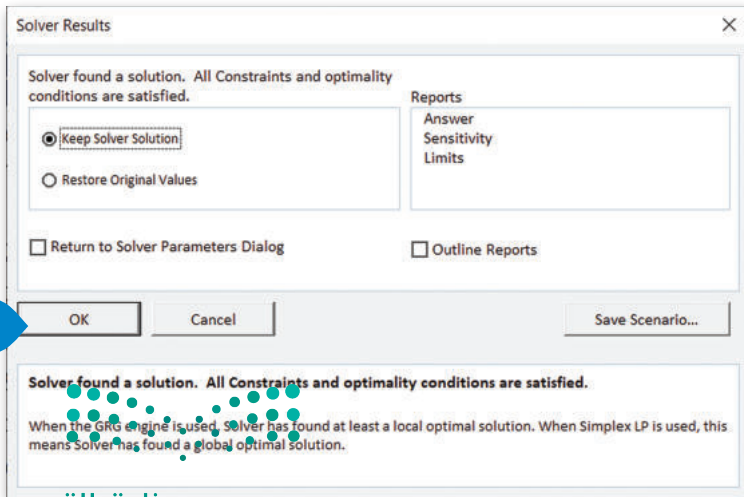 Solver Results
Solver found a solution. All Constraints and optimality
conditions are satisfied.
Keep Solver Solution
Restore Original Values
Reports
Answer
Sensitivity
Limits
Return to Solver Parameters Dialog
Outline Reports
OK
Cancel
Save Scenario...
Solver found a solution. All Constraints and optimality conditions are satisfied.
When the GRG engine is used, Solver has found at least a local optimal solution. When Simplex LP is used, this
means Solver has found a global optimal solution.